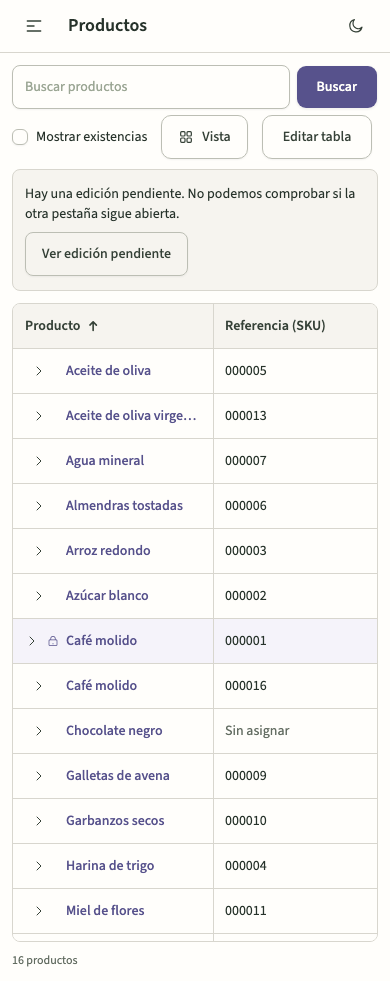 Productos
Buscar productos
Buscar
Mostrar existencias
Vista
Editar tabla
Hay una edición pendiente. No podemos comprobar si la
otra pestaña sigue abierta.
Ver edición pendiente
Producto
Referencia (SKU)
Aceite de oliva
000005
Aceite de oliva virge…
000013
Agua mineral
000007
Almendras tostadas
000006
Arroz redondo
000003
Azúcar blanco
000002
Café molido
000001
Café molido
000016
Chocolate negro
Sin asignar
Galletas de avena
000009
Garbanzos secos
000010
Harina de trigo
000004
Miel de flores
000011
16 productos